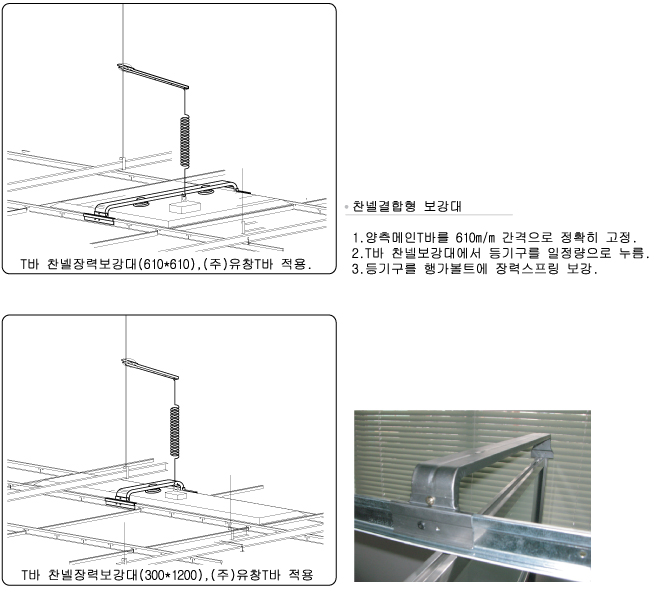 T바 찬넬장력보강대(610*610),(주)유창T바 적용.
찬넬결합형 보강대
1.양측메인T바를 610m/m 간격으로 정확히 고정.
2.T바 찬넬보강대에서 등기구를 일정량으로 누름.
3.등기구를 행가볼트에 장력스프링 보강.
T바 찬넬장력보강대(300*1200),(주)유창T바 적용